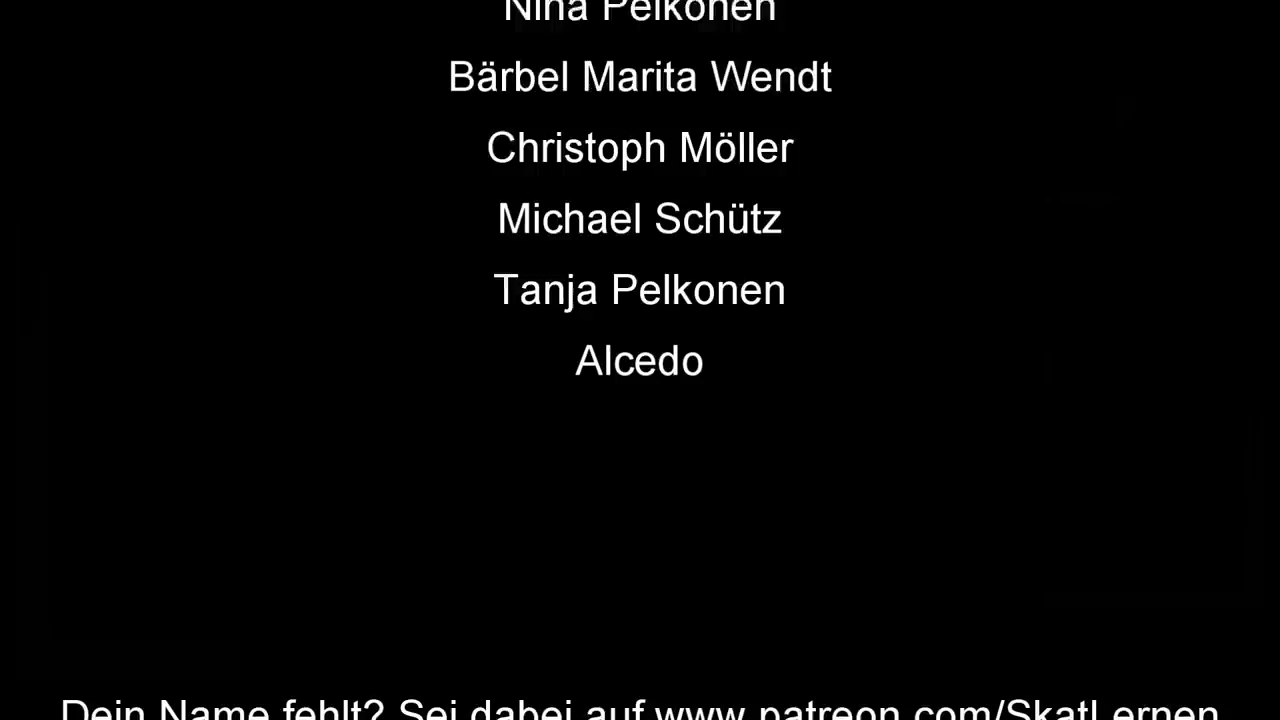 Nina Pelkonen
Bärbel Marita Wendt
Christoph Möller
Michael Schütz
Tanja Pelkonen
Alcedo
Dein Name fehlt? Sei dabei auf www.patreon.com/SkatLernen